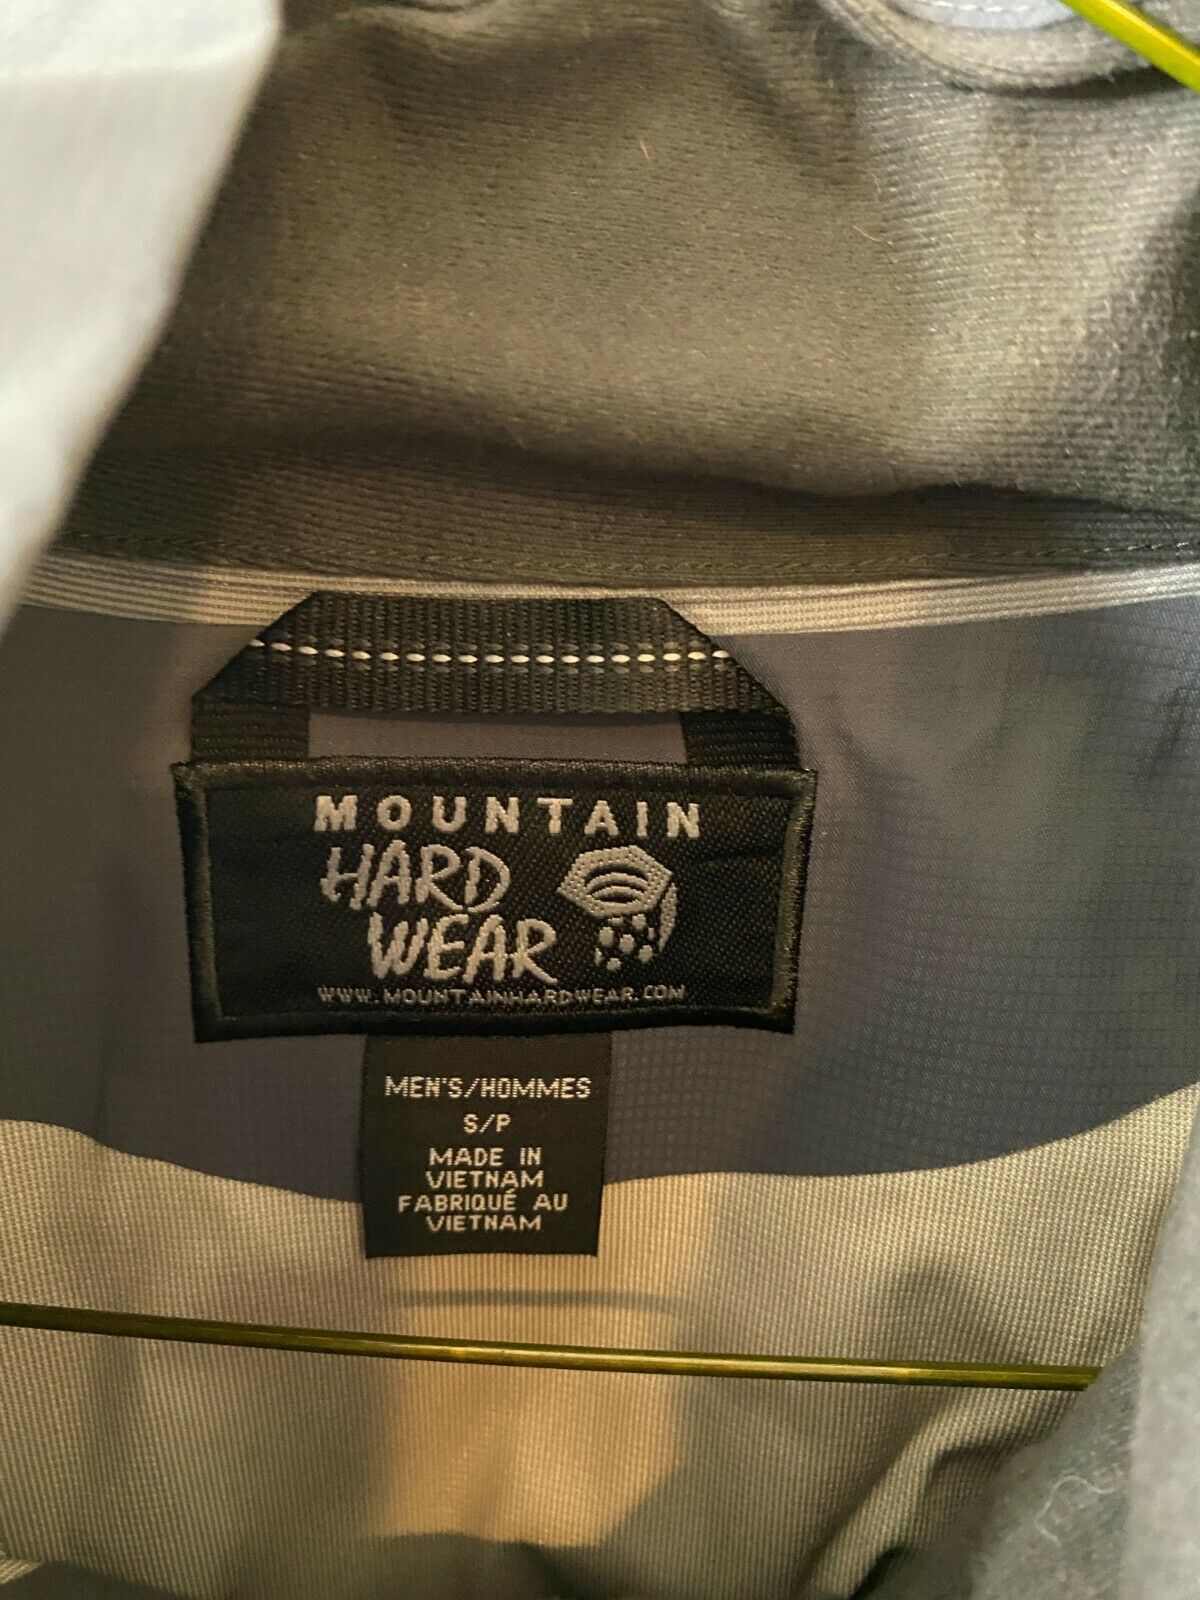 MOUNTAIN
HARD
WEAR
WWW.MOUNTAINHARDWEAR.COM
MEN'S/HOMMES
S/P
MADE IN
VIETNAM
FABRIQUÉ AU
VIETNAM